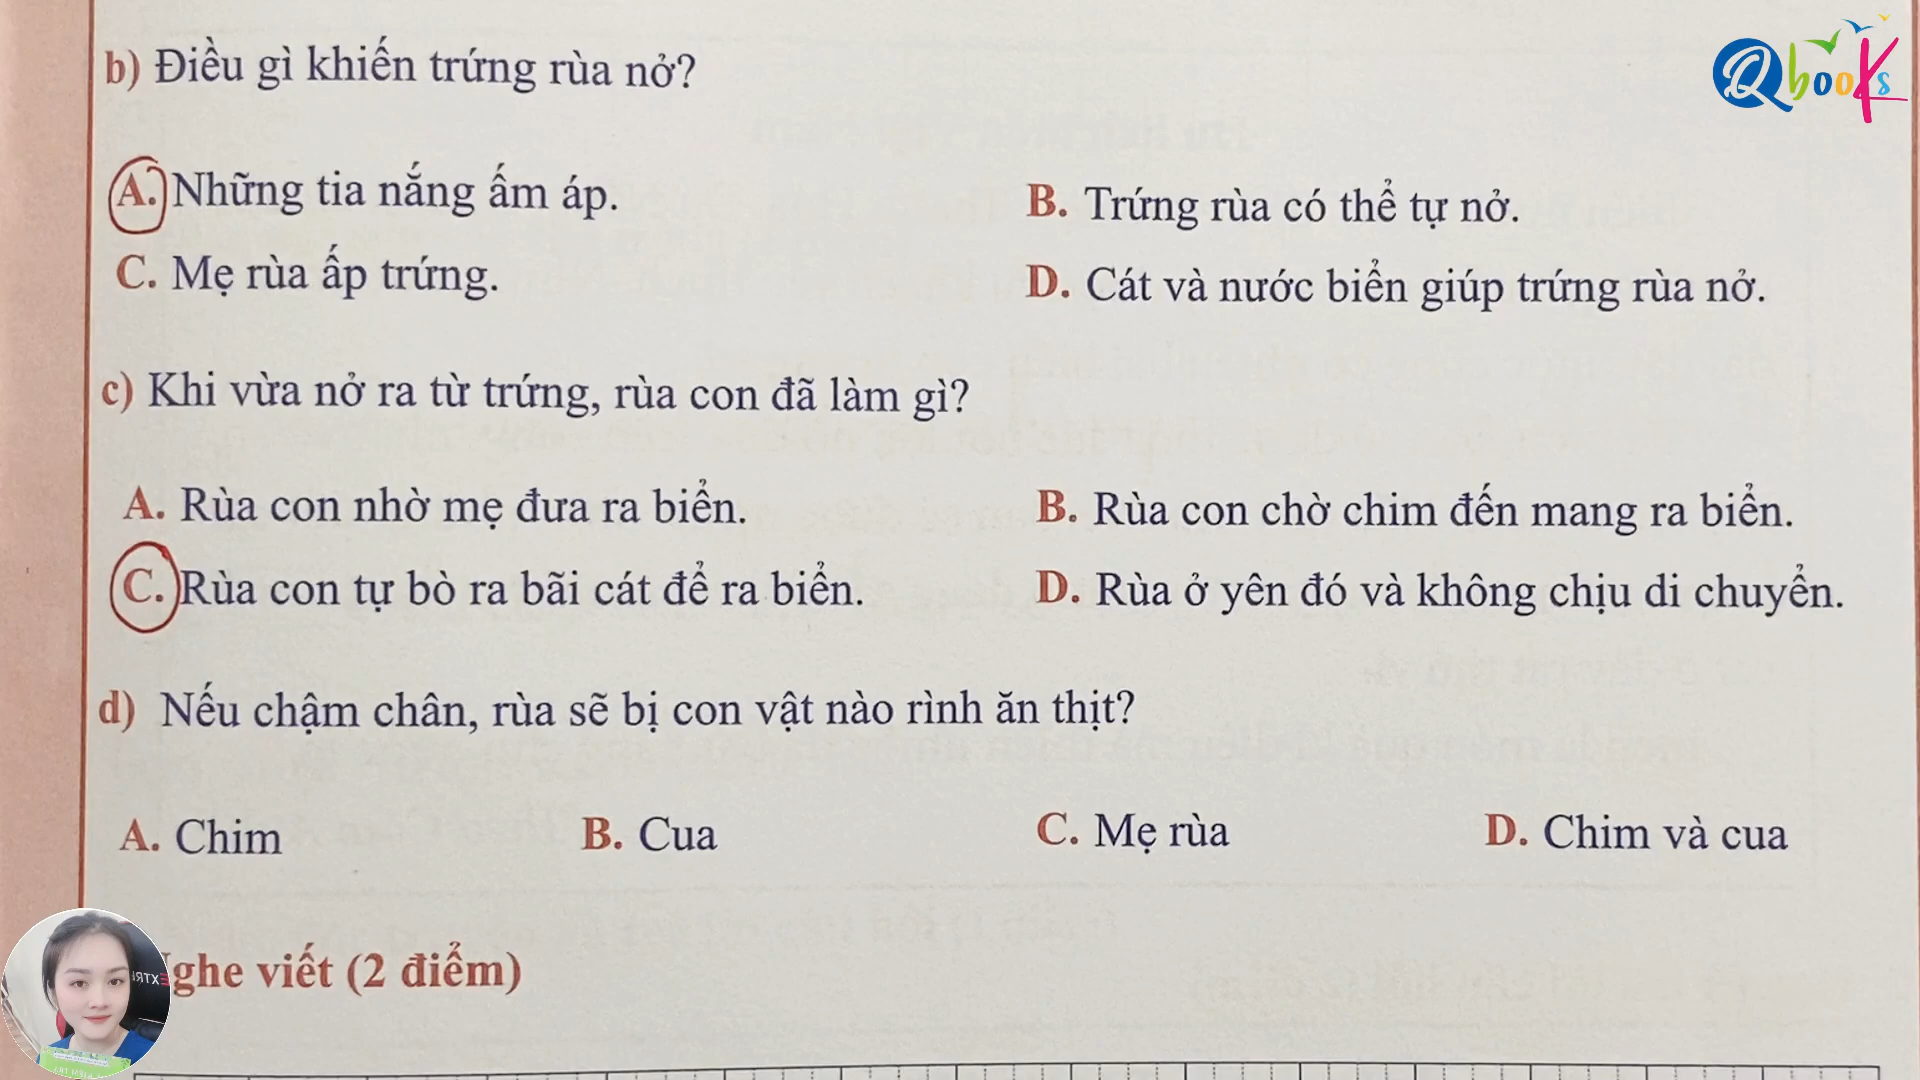 Qbooks
b) Điều gì khiến trứng rùa nở?
A. Những tia nắng ấm áp.
B. Trứng rùa có thể tự nở.
C. Mẹ rùa ấp trứng.
D. Cát và nước biển giúp trứng rùa nở.
c) Khi vừa nở ra từ trứng, rùa con đã làm gì?
A. Rùa con nhờ mẹ đưa ra biển.
B. Rùa con chờ chim đến mang ra biển.
C. Rùa con tự bò ra bãi cát để ra biển.
D. Rùa ở yên đó và không chịu di chuyển.
d) Nếu chậm chân, rùa sẽ bị con vật nào rình ăn thịt?
A. Chim
B. Cua
C. Mẹ rùa
D. Chim và cua
Nghe viết (2 điểm)